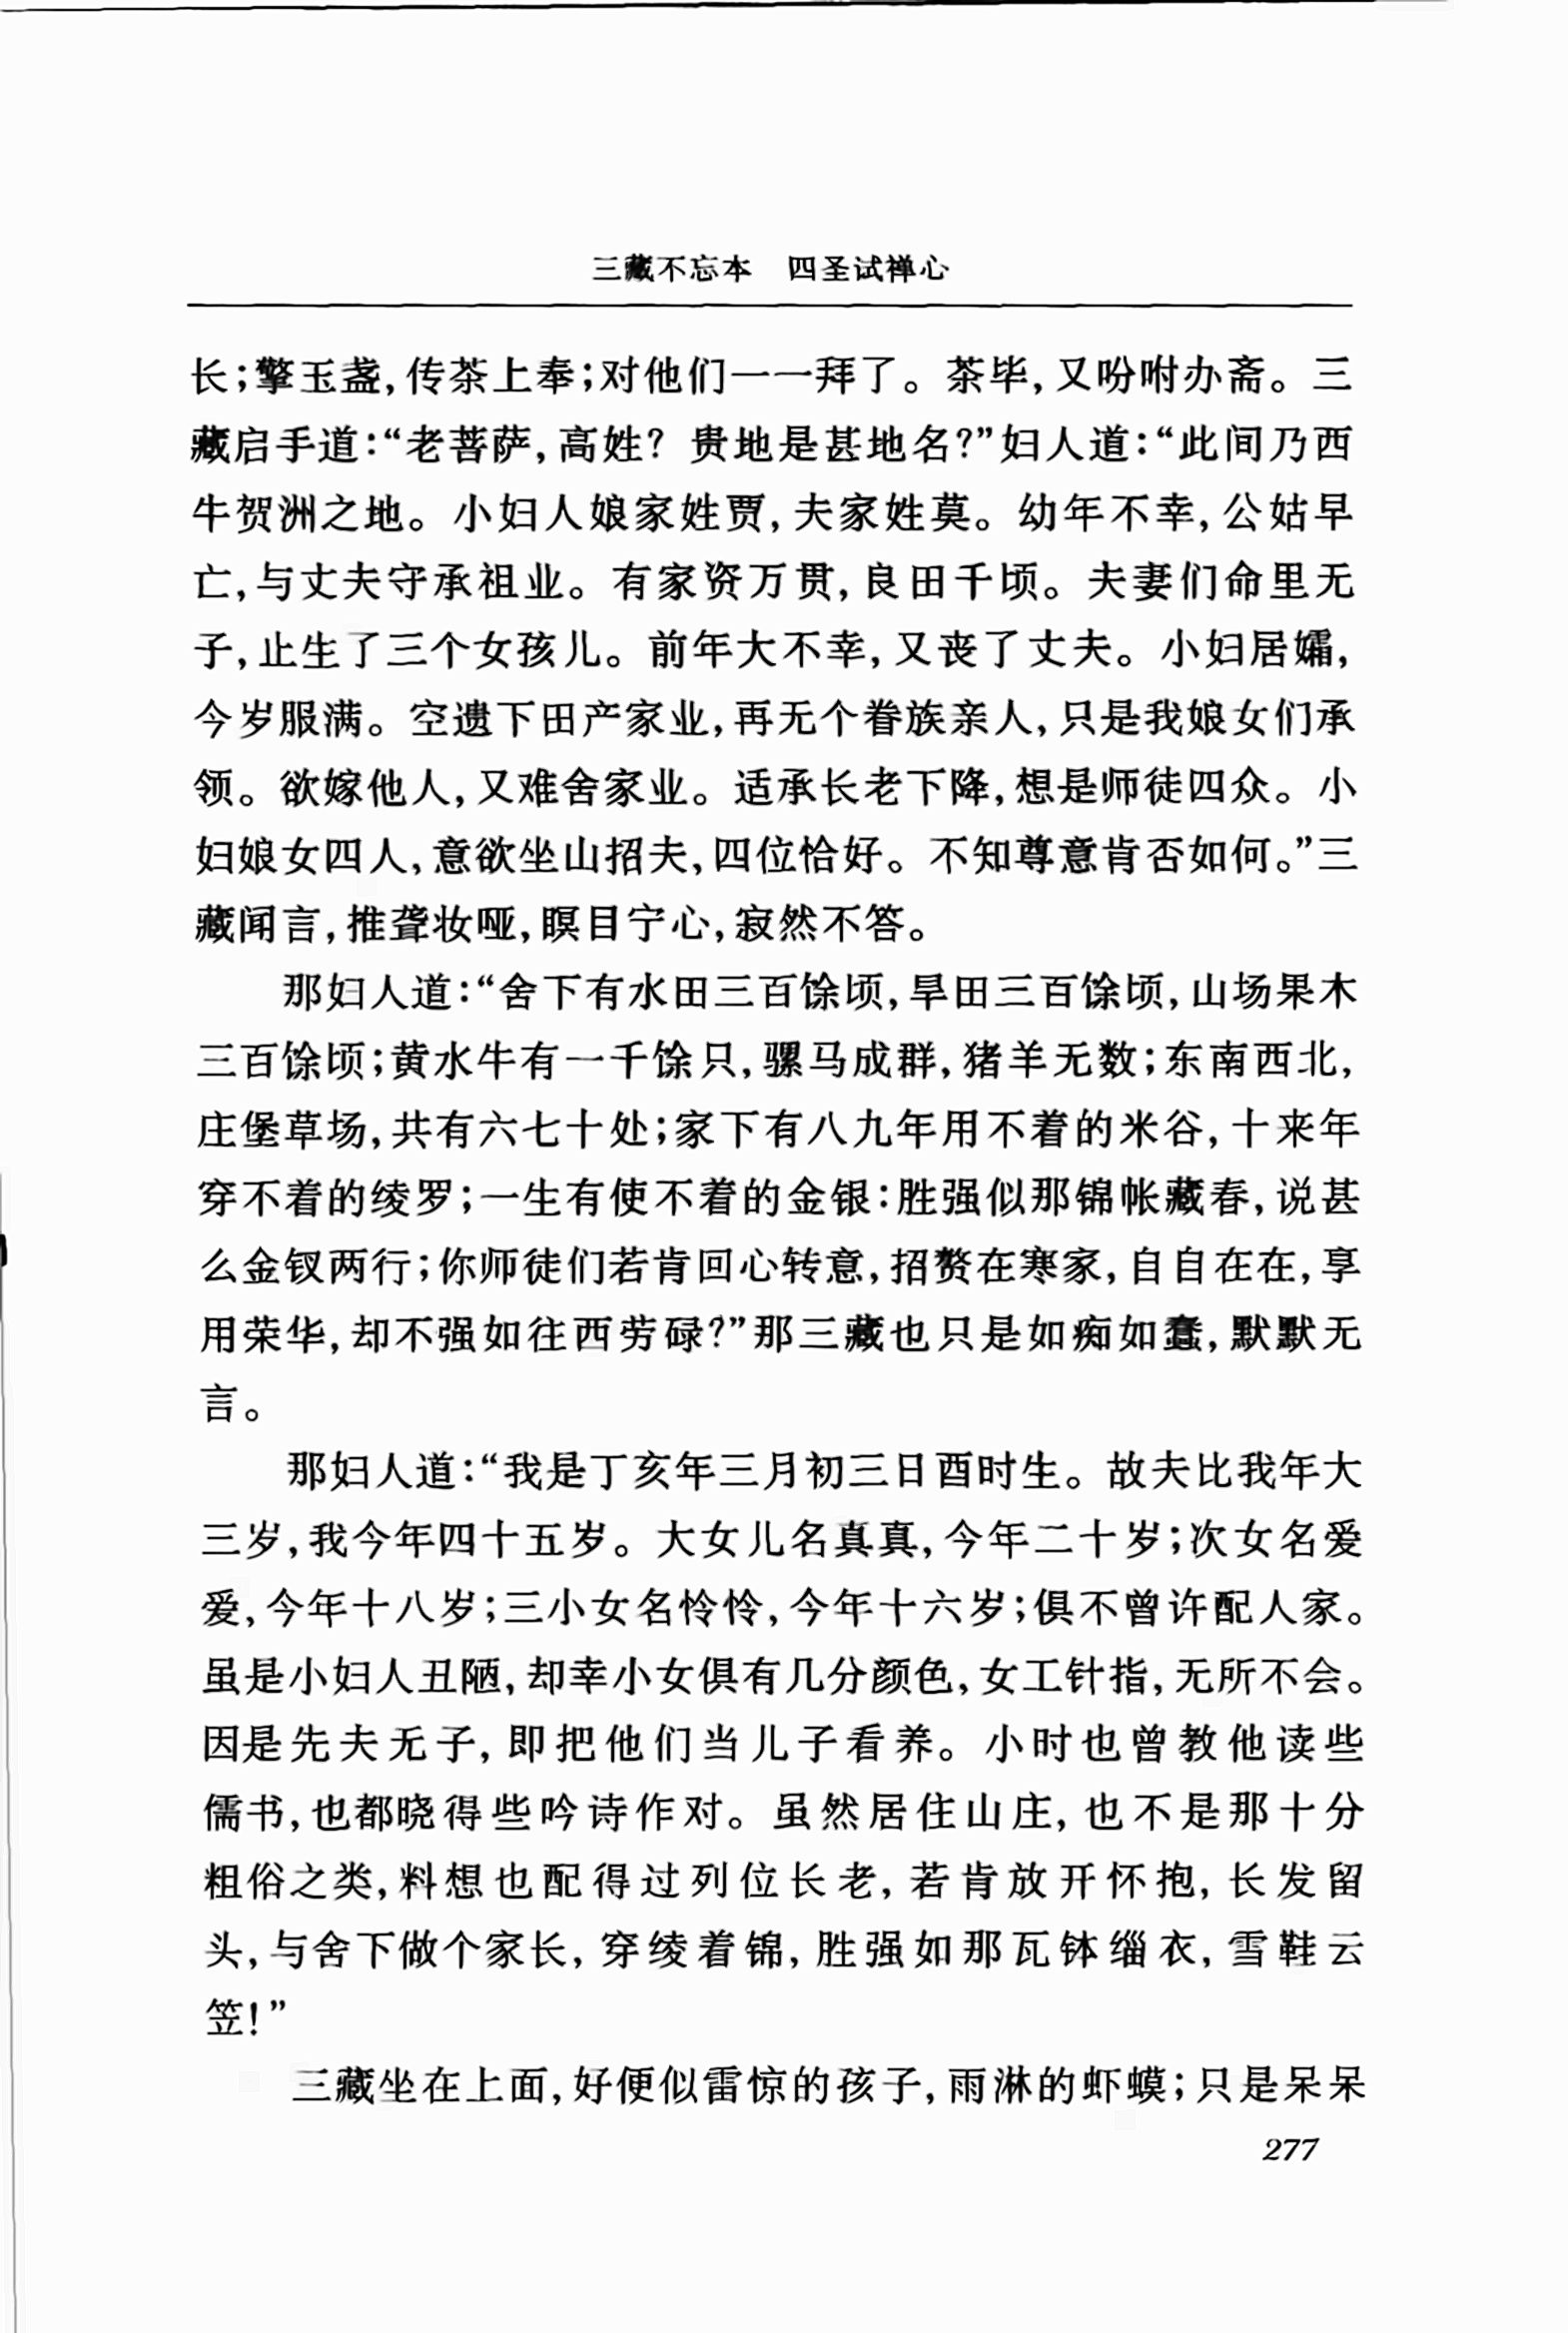 三藏不忘本　四圣试禅心
长；擎玉盏，传茶上奉；对他们一一拜了。茶毕，又吩咐办斋。三
藏启手道：“老菩萨，高姓？贵地是甚地名？”妇人道：“此间乃西
牛贺洲之地。小妇人娘家姓贾，夫家姓莫。幼年不幸，公姑早
亡，与丈夫守承祖业。有家资万贯，良田千顷。夫妻们命里无
子，止生了三个女孩儿。前年大不幸，又丧了丈夫。小妇居孀，
今岁服满。空遗下田产家业，再无个眷族亲人，只是我娘女们承
领。欲嫁他人，又难舍家业。适承长老下降，想是师徒四众。小
妇娘女四人，意欲坐山招夫，四位恰好。不知尊意肯否如何。”三
藏闻言，推聋妆哑，瞑目宁心，寂然不答。
那妇人道：“舍下有水田三百馀顷，旱田三百馀顷，山场果木
三百馀顷；黄水牛有一千馀只，骡马成群，猪羊无数；东南西北，
庄堡草场，共有六七十处；家下有八九年用不着的米谷，十来年
穿不着的绫罗；一生有使不着的金银：胜强似那锦帐藏春，说甚
么金钗两行；你师徒们若肯回心转意，招赘在寒家，自自在在，享
用荣华，却不强如往西劳碌？”那三藏也只是如痴如蠢，默默无
言。
那妇人道：“我是丁亥年三月初三日酉时生。故夫比我年大
三岁，我今年四十五岁。大女儿名真真，今年二十岁；次女名爱
爱，今年十八岁；三小女名怜怜，今年十六岁；俱不曾许配人家。
虽是小妇人丑陋，却幸小女俱有几分颜色，女工针指，无所不会。
因是先夫无子，即把他们当儿子看养。小时也曾教他读些
儒书，也都晓得些吟诗作对。虽然居住山庄，也不是那十分
粗俗之类，料想也配得过列位长老，若肯放开怀抱，长发留
头，与舍下做个家长，穿绫着锦，胜强如那瓦钵缁衣，雪鞋云
笠！”
三藏坐在上面，好便似雷惊的孩子，雨淋的虾蟆；只是呆呆
277